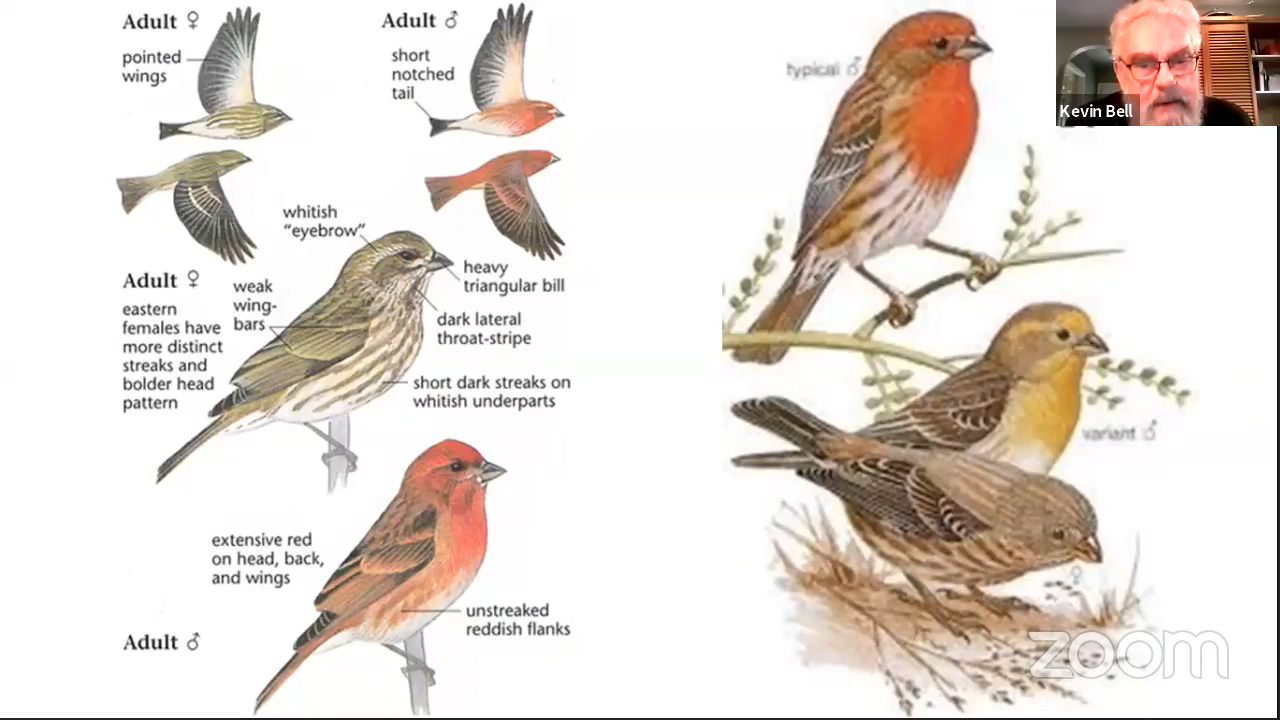 Adult ♀
pointed
wings
Adult ♂
short
notched
tail
whitish
"eyebrow"
heavy
triangular bill
dark lateral
throat-stripe
short dark streaks on
whitish underparts
Adult ♀
eastern
females have
more distinct
streaks and
bolder head
pattern
weak
wing-
bars
extensive red
on head, back,
and wings
unstreaked
reddish flanks
Adult ♂
typical ♂
variant ♂
♀
Kevin Bell
zoom